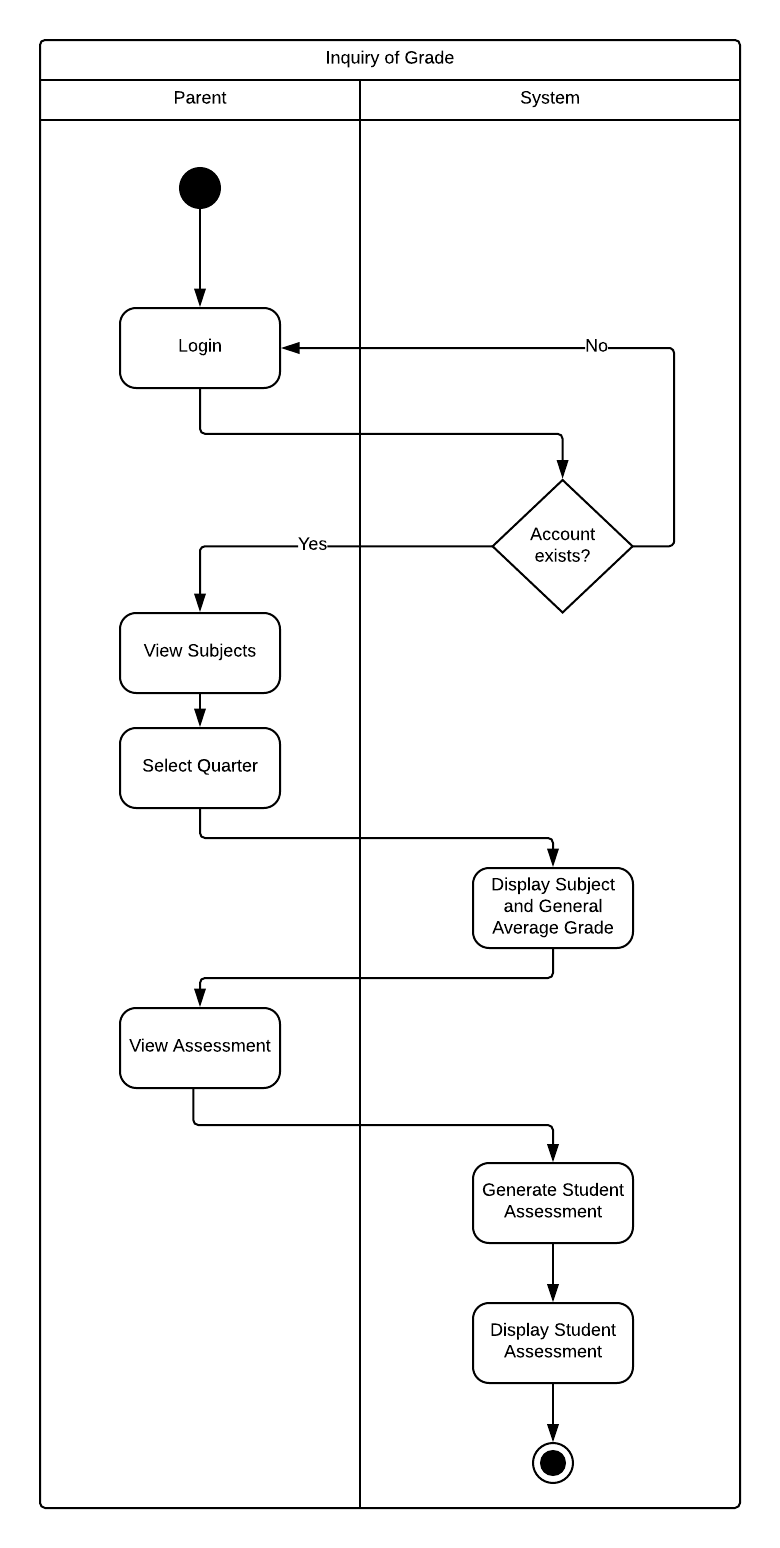 Inquiry of Grade
Parent
System
Login
No
Account
exists?
Yes
View Subjects
Select Quarter
Display Subject
and General
Average Grade
View Assessment
Generate Student
Assessment
Display Student
Assessment